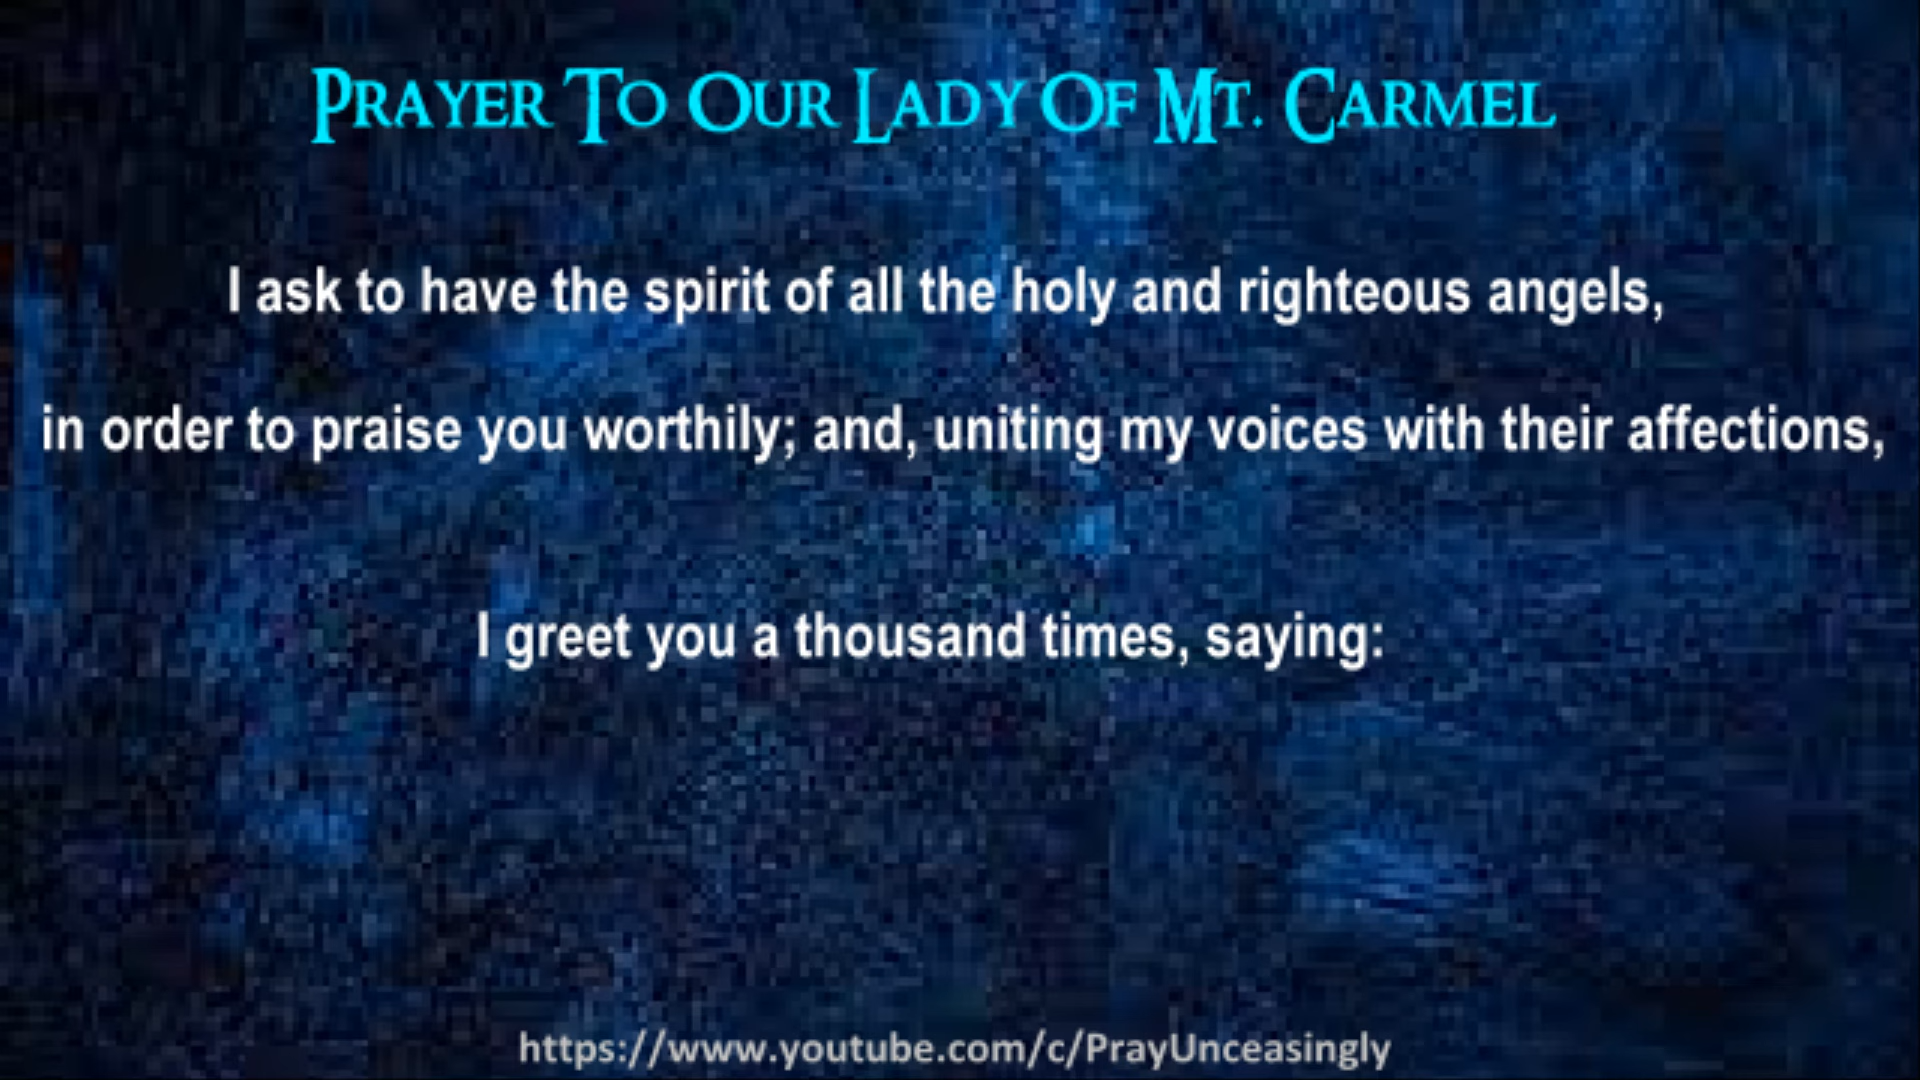 Prayer To Our Lady Of Mt. Carmel
I ask to have the spirit of all the holy and righteous angels,
in order to praise you worthily; and, uniting my voices with their affections,
I greet you a thousand times, saying:
https://www.youtube.com/c/PrayUnceasingly